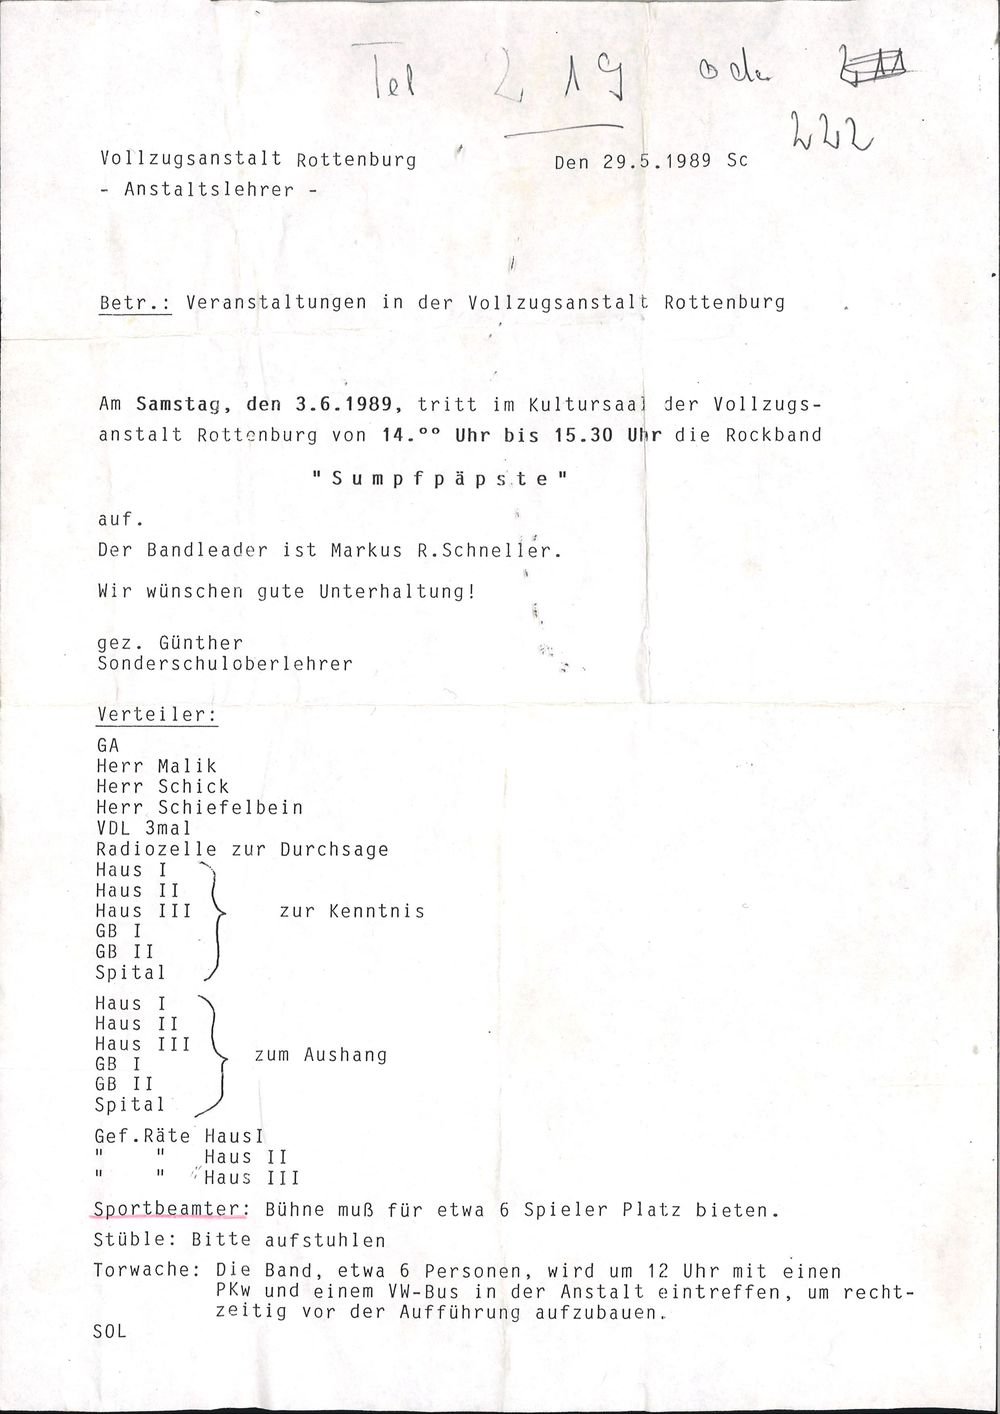 Tel 219 oder
222
Vollzugsanstalt Rottenburg Den 29.5.1989 Sc
- Anstaltslehrer -
Betr.: Veranstaltungen in der Vollzugsanstalt Rottenburg
Am Samstag, den 3.6.1989, tritt im Kultursaal der Vollzugs-
anstalt Rottenburg von 14.°° Uhr bis 15.30 Uhr die Rockband
"Sumpfpäpste"
auf.
Der Bandleader ist Markus R.Schneller.
Wir wünschen gute Unterhaltung!
gez. Günther
Sonderschuloberlehrer
Verteiler:
GA
Herr Malik
Herr Schick
Herr Schiefelbein
VDL 3mal
Radiozelle zur Durchsage
Haus I
Haus II
Haus III zur Kenntnis
GB I
GB II
Spital
Haus I
Haus II
Haus III
zum Aushang
GB I
GB II
Spital
Gef.Räte HausI
" " Haus II
" " Haus III
Sportbeamter: Bühne muß für etwa 6 Spieler Platz bieten.
Stüble: Bitte aufstuhlen
Torwache: Die Band, etwa 6 Personen, wird um 12 Uhr mit einen
PKw und einem VW-Bus in der Anstalt eintreffen, um recht-
zeitig vor der Aufführung aufzubauen.
SOL